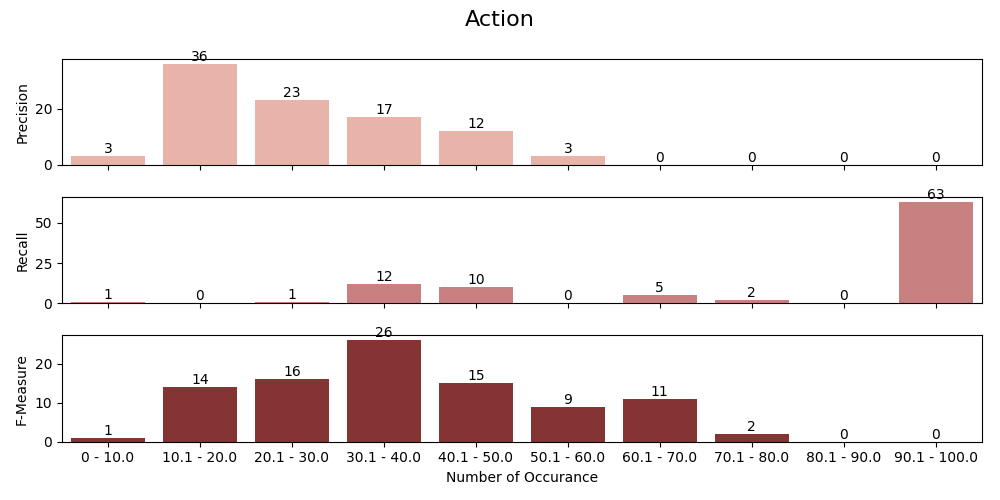 Action
Precision
20
0
3 36 23 17 12 3 0 0 0 0
Recall
50
25
0
1 0 1 12 10 0 5 2 0 63
F-Measure
20
10
0
1 14 16 26 15 9 11 2 0 0
0 - 10.0 10.1 - 20.0 20.1 - 30.0 30.1 - 40.0 40.1 - 50.0 50.1 - 60.0 60.1 - 70.0 70.1 - 80.0 80.1 - 90.0 90.1 - 100.0
Number of Occurance